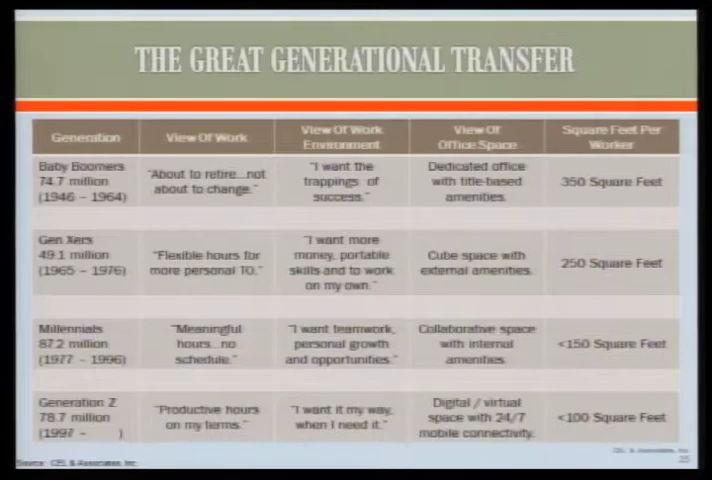 THE GREAT GENERATIONAL TRANSFER
Generation
View Of Work
View Of Work
Environment
View Of
Office Space
Square Feet Per
Worker
Baby Boomers
74.7 million
(1946 – 1964)
"About to retire...not
about to change."
"I want the
trappings of
success."
Dedicated office
with title-based
amenities.
350 Square Feet
Gen Xers
49.1 million
(1965 – 1976)
"Flexible hours for
more personal TO."
"I want more
money, portable
skills and to work
on my own."
Cube space with
external amenities.
250 Square Feet
Millennials
87.2 million
(1977 – 1996)
"Meaningful
hours...no
schedule."
"I want teamwork,
personal growth
and opportunities."
Collaborative space
with internal
amenities.
<150 Square Feet
Generation Z
78.7 million
(1997 –     )
"Productive hours
on my terms."
"I want it my way,
when I need it."
Digital / virtual
space with 24/7
mobile connectivity.
<100 Square Feet
CEL & Associates, Inc.
Source: CEL & Associates, Inc.